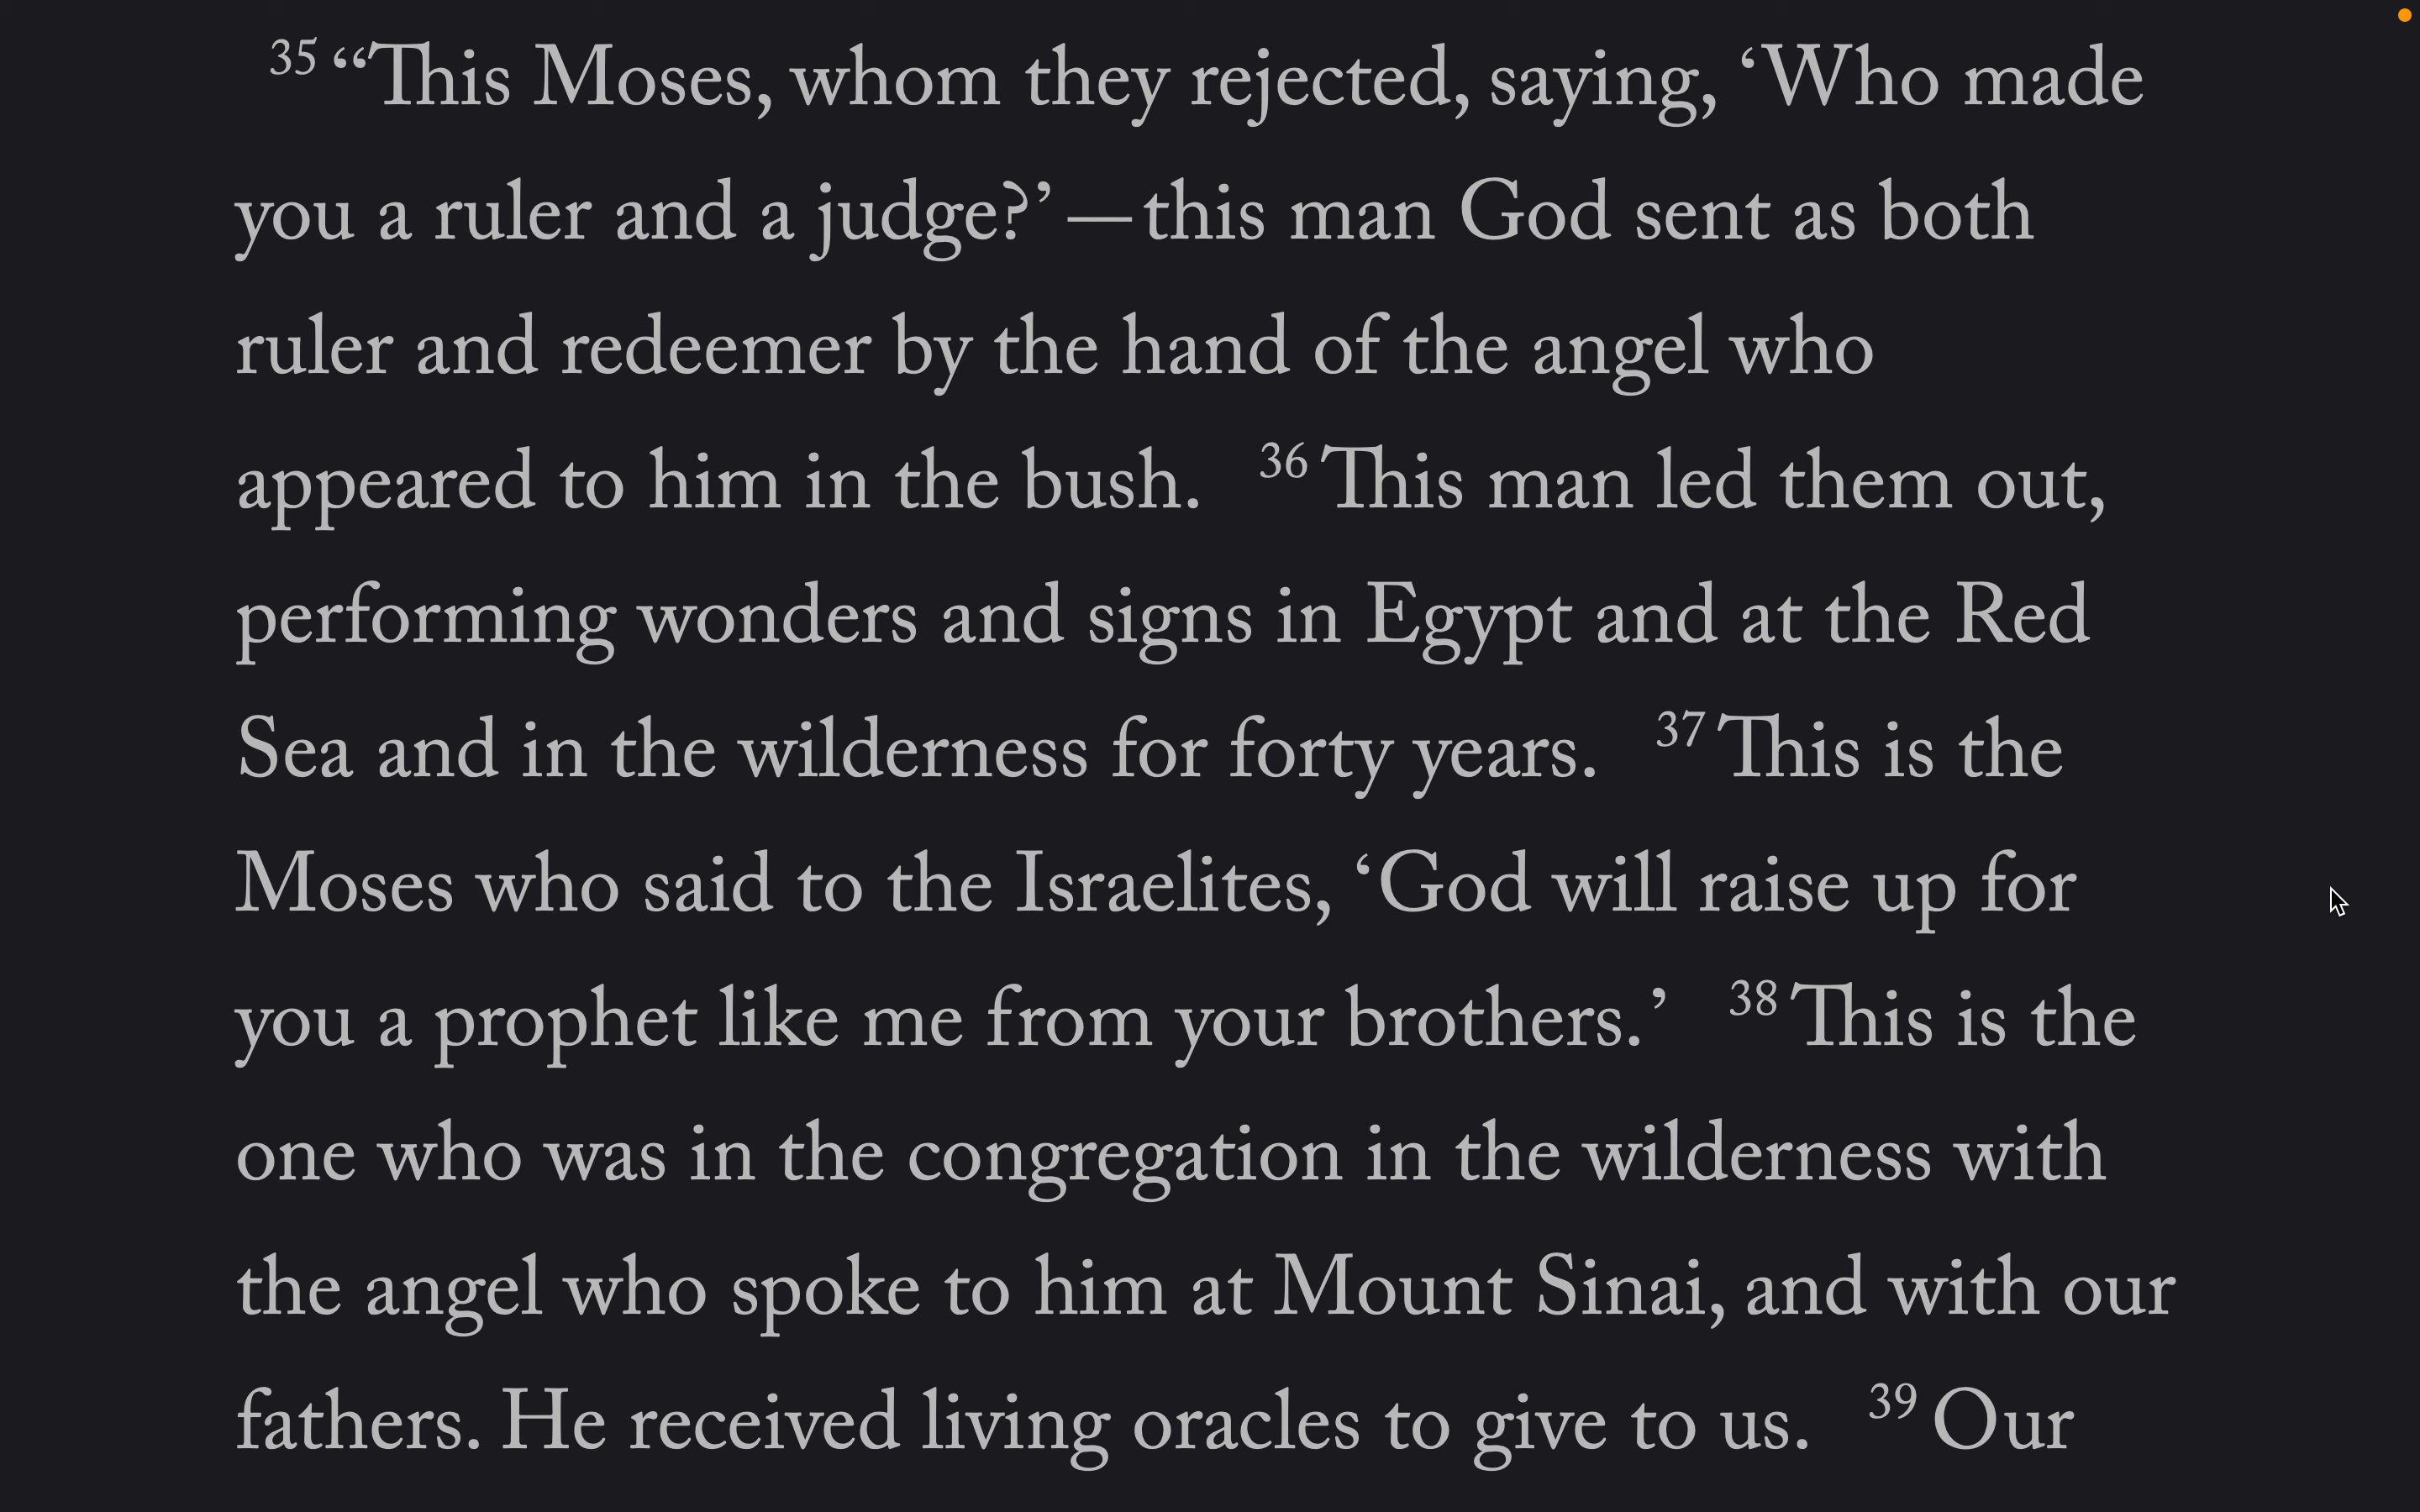 35 “‘This Moses, whom they rejected, saying, ‘Who made
you a ruler and a judge?’ —this man God sent as both
ruler and redeemer by the hand of the angel who
appeared to him in the bush. 36 This man led them out,
performing wonders and signs in Egypt and at the Red
Sea and in the wilderness for forty years. 37 This is the
Moses who said to the Israelites, ‘God will raise up for
you a prophet like me from your brothers.’ 38 This is the
one who was in the congregation in the wilderness with
the angel who spoke to him at Mount Sinai, and with our
fathers. He received living oracles to give to us. 39 Our